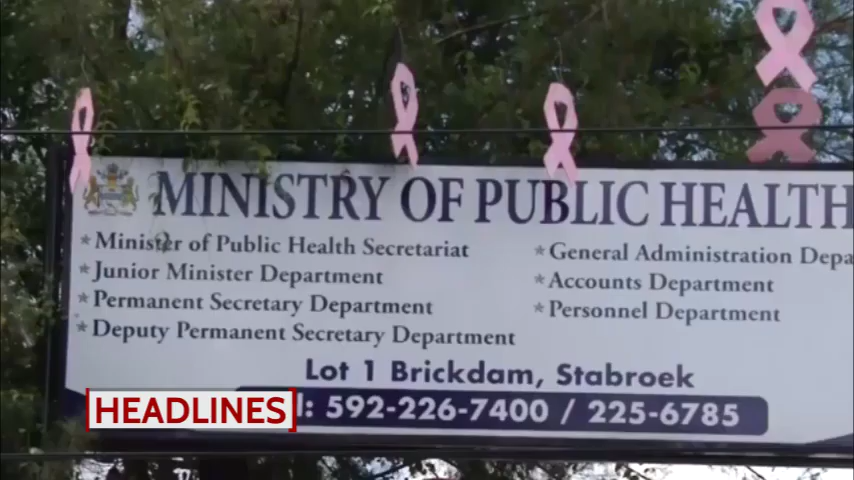 MINISTRY OF PUBLIC HEALTH
* Minister of Public Health Secretariat
* Junior Minister Department
* Permanent Secretary Department
* Deputy Permanent Secretary Department
* General Administration Depa
* Accounts Department
* Personnel Department
Lot 1 Brickdam, Stabroek
: 592-226-7400 / 225-6785
HEADLINES